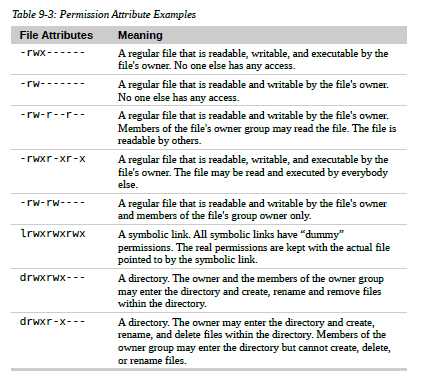 Table 9-3: Permission Attribute Examples
File Attributes Meaning
-rwx------ A regular file that is readable, writable, and executable by the
file's owner. No one else has any access.
-rw------- A regular file that is readable and writable by the file's owner.
No one else has any access.
-rw-r--r-- A regular file that is readable and writable by the file's owner.
Members of the file's owner group may read the file. The file is
readable by others.
-rwxr-xr-x A regular file that is readable, writable, and executable by the
file's owner. The file may be read and executed by everybody
else.
-rw-rw---- A regular file that is readable and writable by the file's owner
and members of the file's group owner only.
lrwxrwxrwx A symbolic link. All symbolic links have “dummy”
permissions. The real permissions are kept with the actual file
pointed to by the symbolic link.
drwxrwx--- A directory. The owner and the members of the owner group
may enter the directory and create, rename and remove files
within the directory.
drwxr-x--- A directory. The owner may enter the directory and create,
rename, and delete files within the directory. Members of the
owner group may enter the directory but cannot create, delete,
or rename files.